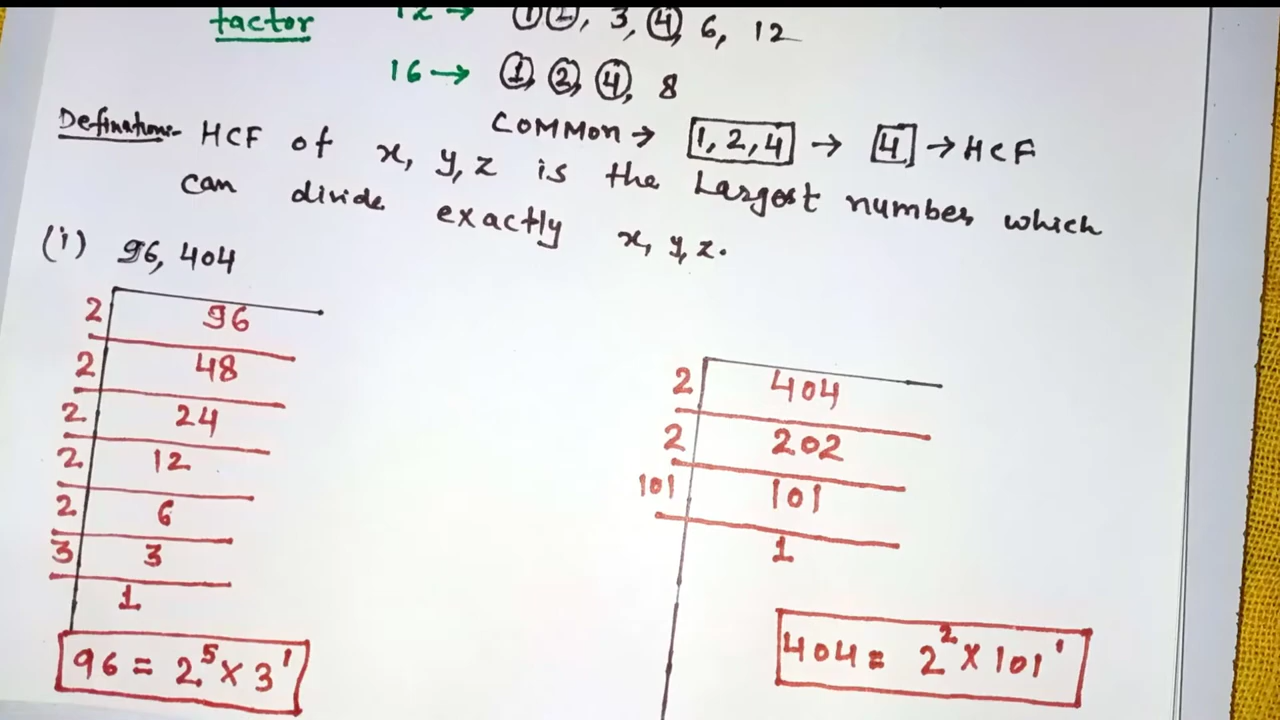 factor 12 → 1, 2, 3, 4, 6, 12
16 → 1, 2, 4, 8
COMMON → 1, 2, 4 → 4 → HCF
Defination:- HCF of x, y, z is the Largest number which
can divide exactly x, y, z.
(i) 96, 404
2 96
2 48
2 24
2 12
2 6
3 3
1
96 = 2⁵ × 3¹
2 404
2 202
101 101
1
404 = 2² × 101¹